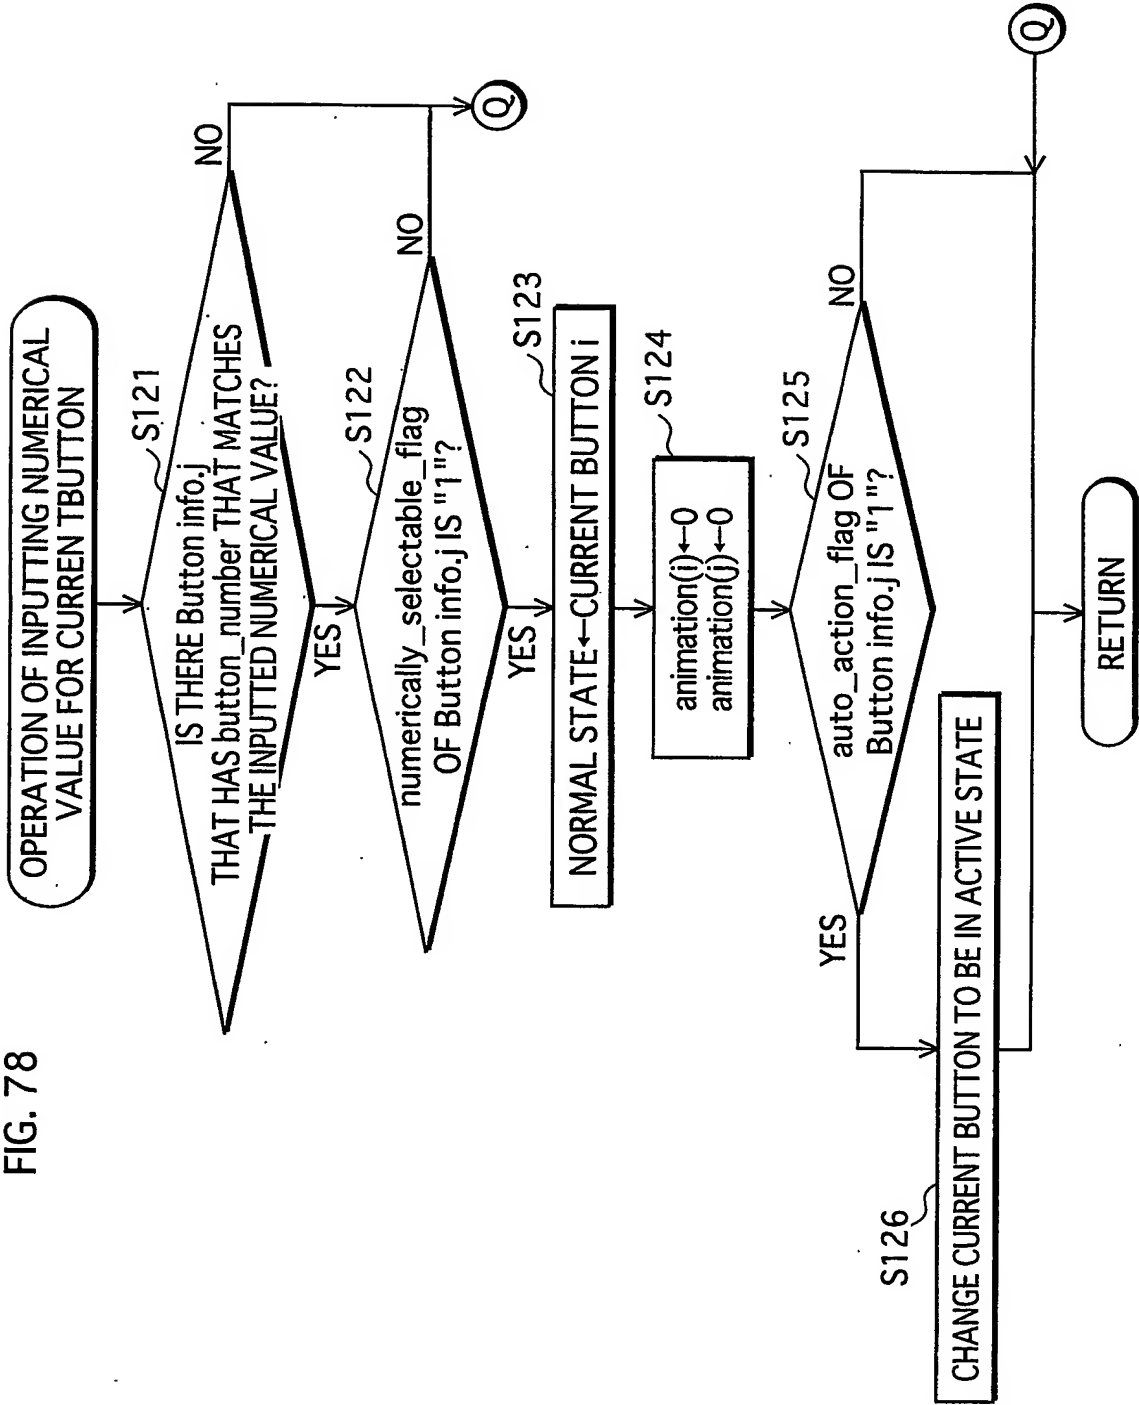 FIG. 78
OPERATION OF INPUTTING NUMERICAL
VALUE FOR CURREN TBUTTON
S121
IS THERE Button info.j
THAT HAS button_number THAT MATCHES
THE INPUTTED NUMERICAL VALUE?
NO
YES
S122
numerically_selectable_flag
OF Button info.j IS "1"?
NO
Q
YES
S123
NORMAL STATE←CURRENT BUTTON i
S124
animation(i)←0
animation(j)←0
S125
auto_action_flag OF
Button info.j IS "1"?
YES
NO
S126
CHANGE CURRENT BUTTON TO BE IN ACTIVE STATE
Q
RETURN